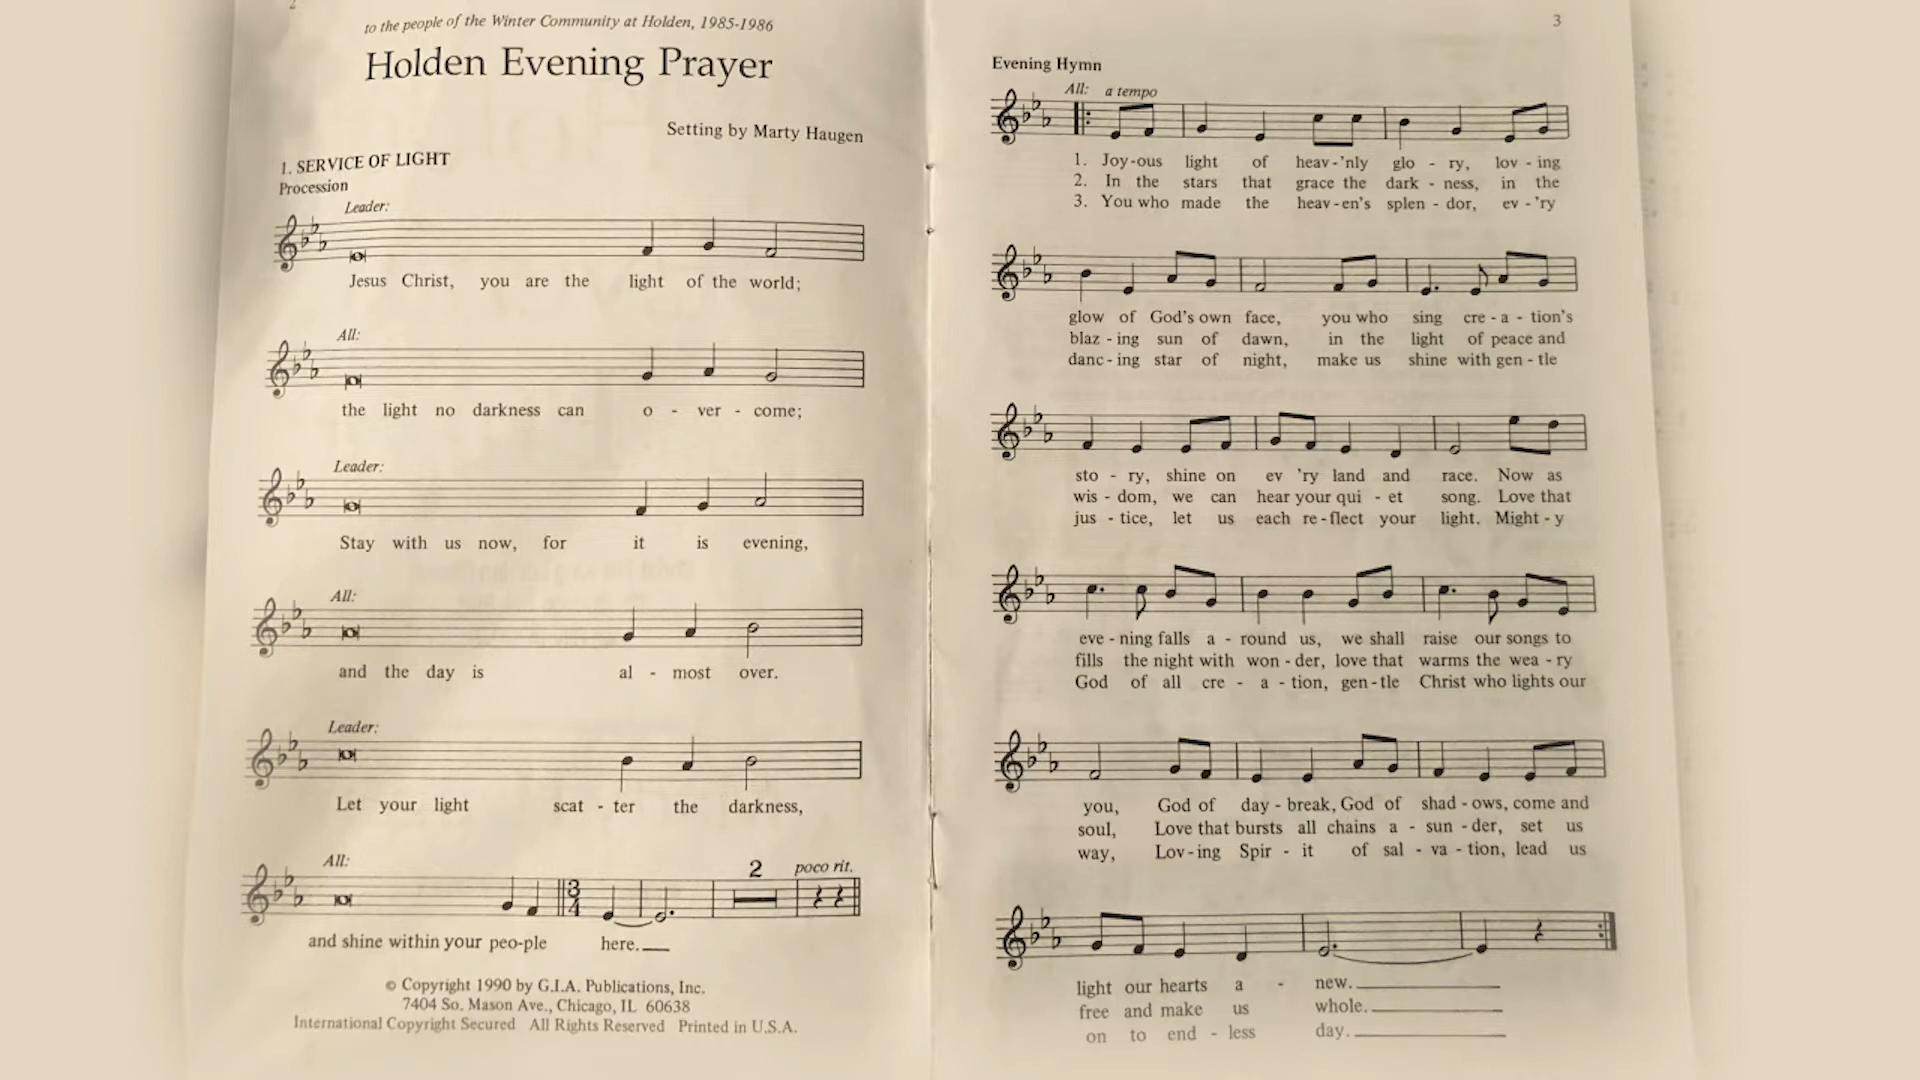 2
to the people of the Winter Community at Holden, 1985-1986
Holden Evening Prayer
Setting by Marty Haugen
1. SERVICE OF LIGHT
Procession
Leader:
Jesus Christ, you are the light of the world;
All:
the light no darkness can o - ver - come;
Leader:
Stay with us now, for it is evening,
All:
and the day is al - most over.
Leader:
Let your light scat - ter the darkness,
All:
2 poco rit.
3
4
and shine within your peo-ple here.
© Copyright 1990 by G.I.A. Publications, Inc.
7404 So. Mason Ave., Chicago, IL 60638
International Copyright Secured All Rights Reserved Printed in U.S.A.
3
Evening Hymn
All: a tempo
1. Joy-ous light of heav-'nly glo - ry, lov - ing
2. In the stars that grace the dark - ness, in the
3. You who made the heav-en's splen - dor, ev - 'ry
glow of God's own face, you who sing cre - a - tion's
blaz - ing sun of dawn, in the light of peace and
danc - ing star of night, make us shine with gen - tle
sto - ry, shine on ev 'ry land and race. Now as
wis - dom, we can hear your qui - et song. Love that
jus - tice, let us each re - flect your light. Might - y
eve - ning falls a - round us, we shall raise our songs to
fills the night with won - der, love that warms the wea - ry
God of all cre - a - tion, gen - tle Christ who lights our
you, God of day - break, God of shad - ows, come and
soul, Love that bursts all chains a - sun - der, set us
way, Lov - ing Spir - it of sal - va - tion, lead us
light our hearts a - new.
free and make us whole.
on to end - less day.